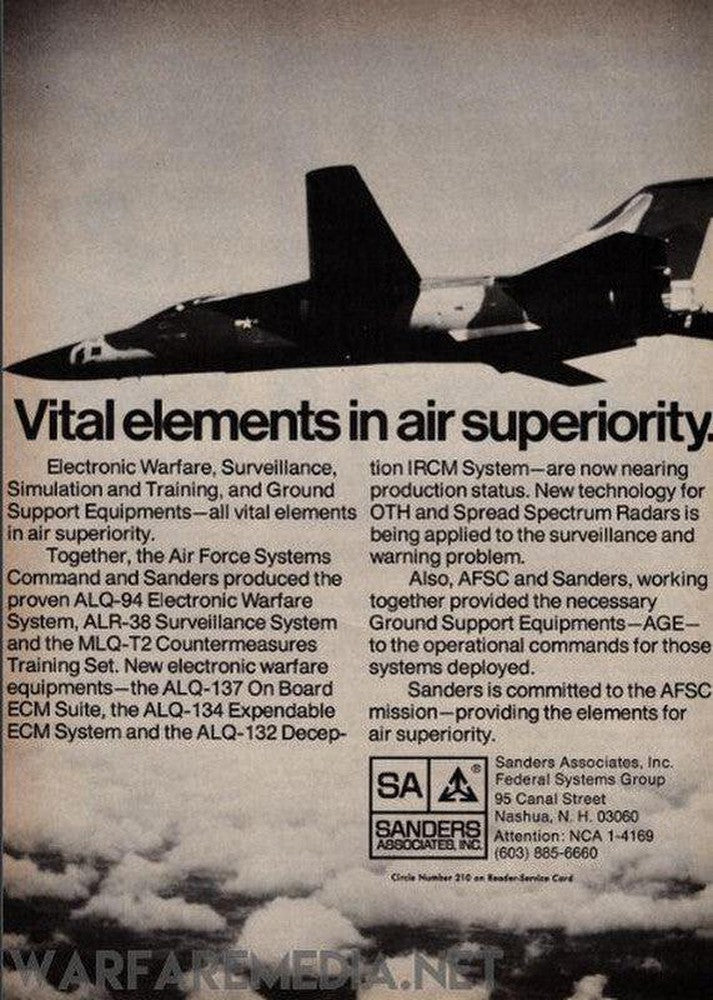 Vital elements in air superiority.
Electronic Warfare, Surveillance,
Simulation and Training, and Ground
Support Equipments—all vital elements
in air superiority.
Together, the Air Force Systems
Command and Sanders produced the
proven ALQ-94 Electronic Warfare
System, ALR-38 Surveillance System
and the MLQ-T2 Countermeasures
Training Set. New electronic warfare
equipments—the ALQ-137 On Board
ECM Suite, the ALQ-134 Expendable
ECM System and the ALQ-132 Decep-
tion IRCM System—are now nearing
production status. New technology for
OTH and Spread Spectrum Radars is
being applied to the surveillance and
warning problem.
Also, AFSC and Sanders, working
together provided the necessary
Ground Support Equipments—AGE—
to the operational commands for those
systems deployed.
Sanders is committed to the AFSC
mission—providing the elements for
air superiority.
SA ®
SANDERS
ASSOCIATES, INC.
Sanders Associates, Inc.
Federal Systems Group
95 Canal Street
Nashua, N. H. 03060
Attention: NCA 1-4169
(603) 885-6660
Circle Number 210 on Reader-Service Card
WARFAREMEDIA.NET